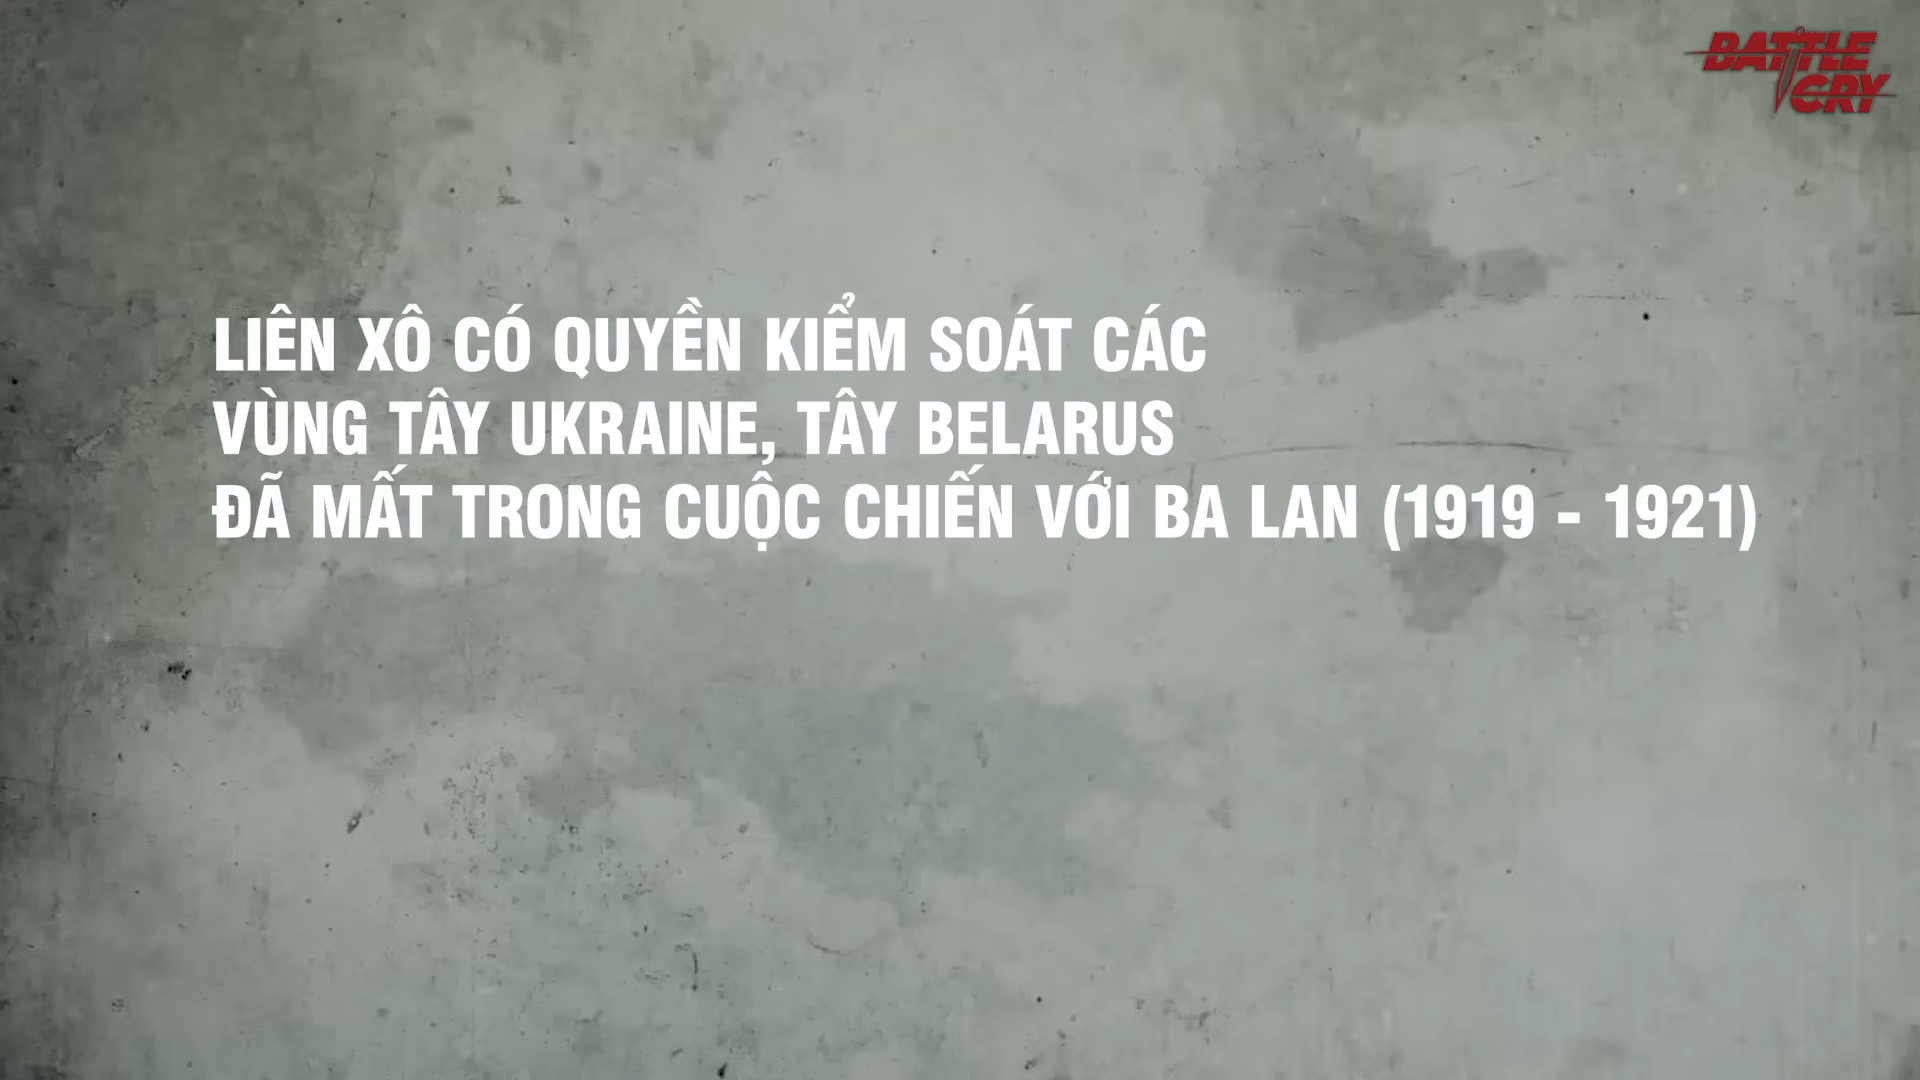 BATTLE
CRY
LIÊN XÔ CÓ QUYỀN KIỂM SOÁT CÁC
VÙNG TÂY UKRAINE, TÂY BELARUS
ĐÃ MẤT TRONG CUỘC CHIẾN VỚI BA LAN (1919 - 1921)